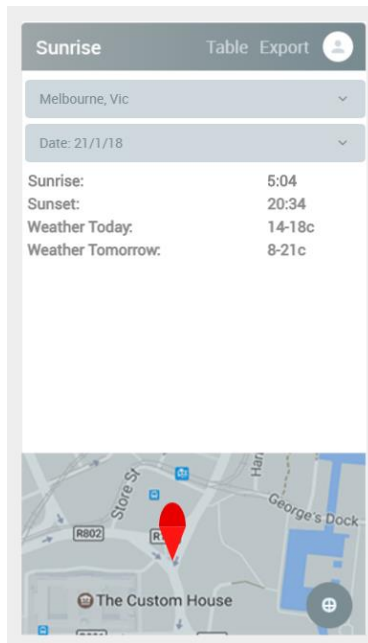 Sunrise Table Export
Melbourne, Vic
Date: 21/1/18
Sunrise: 5:04
Sunset: 20:34
Weather Today: 14-18c
Weather Tomorrow: 8-21c
Store St
Har
George's Dock
R802
R
The Custom House